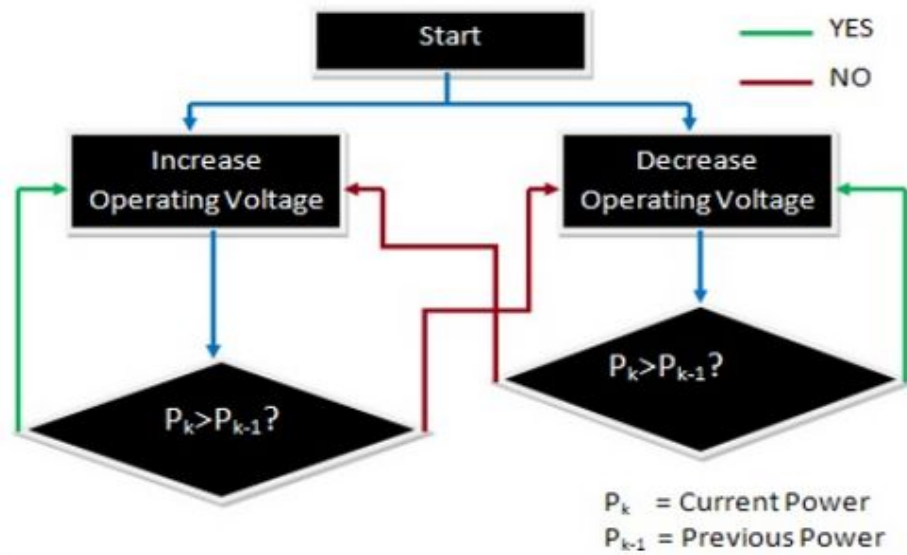 Start
YES
NO
Increase
Operating Voltage
Decrease
Operating Voltage
Pₖ>Pₖ₋₁?
Pₖ>Pₖ₋₁?
Pₖ = Current Power
Pₖ₋₁ = Previous Power